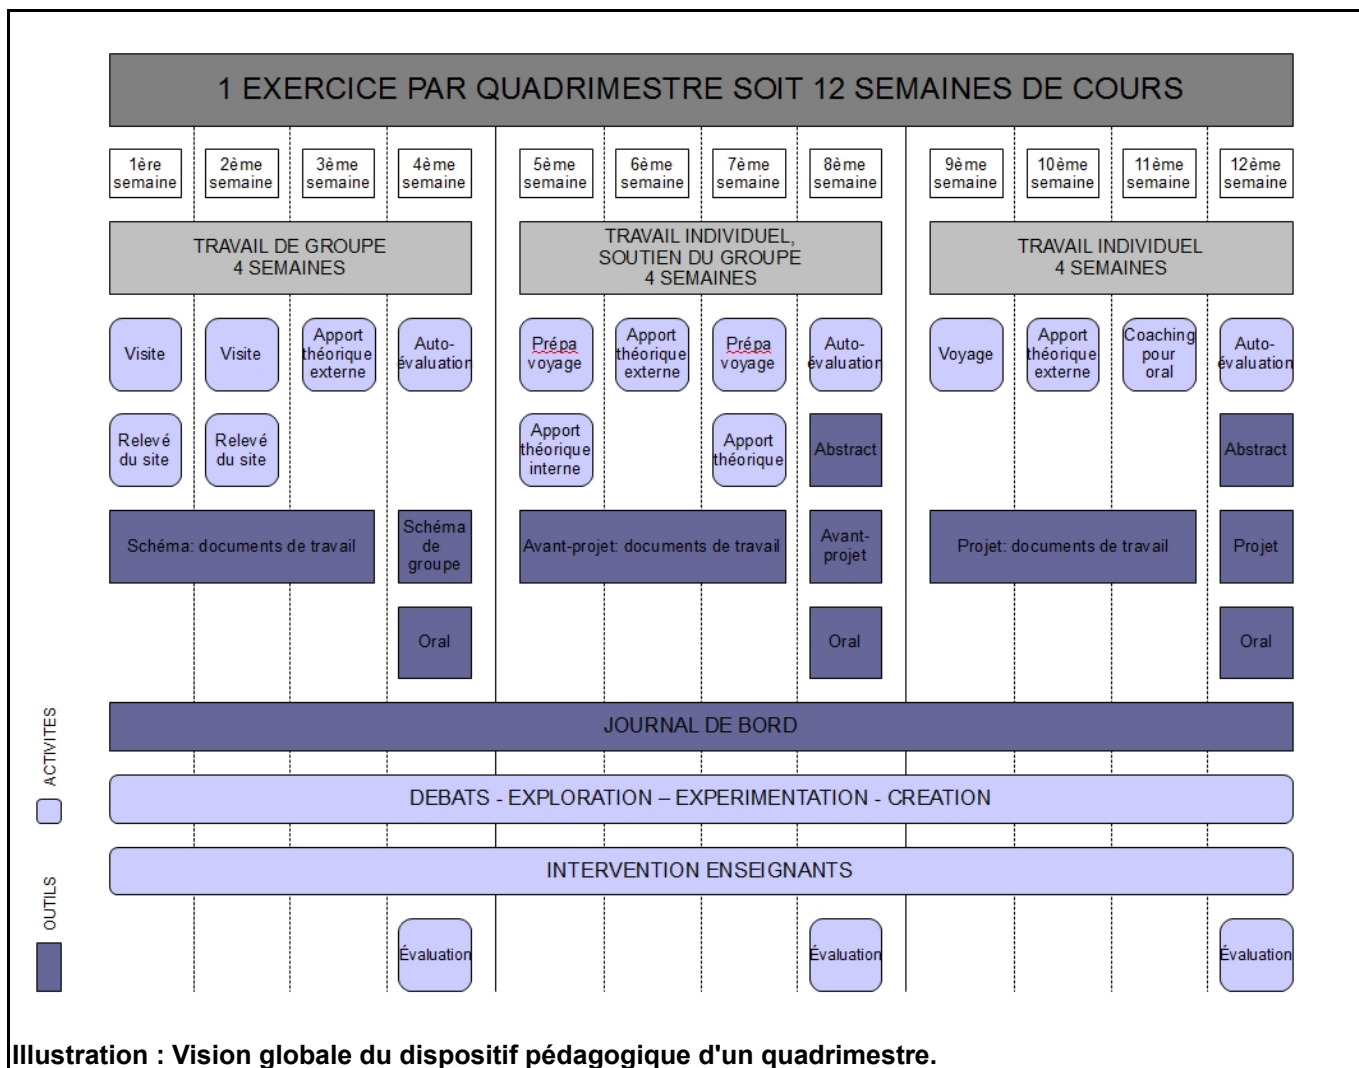 1 EXERCICE PAR QUADRIMESTRE SOIT 12 SEMAINES DE COURS
1ère
semaine
2ème
semaine
3ème
semaine
4ème
semaine
5ème
semaine
6ème
semaine
7ème
semaine
8ème
semaine
9ème
semaine
10ème
semaine
11ème
semaine
12ème
semaine
TRAVAIL DE GROUPE
4 SEMAINES
TRAVAIL INDIVIDUEL,
SOUTIEN DU GROUPE
4 SEMAINES
TRAVAIL INDIVIDUEL
4 SEMAINES
Visite
Visite
Apport
théorique
externe
Auto-
évaluation
Prépa
voyage
Apport
théorique
externe
Prépa
voyage
Auto-
évaluation
Voyage
Apport
théorique
externe
Coaching
pour
oral
Auto-
évaluation
Relevé
du site
Relevé
du site
Apport
théorique
interne
Apport
théorique
Abstract
Abstract
Schéma: documents de travail
Schéma
de
groupe
Avant-projet: documents de travail
Avant-
projet
Projet: documents de travail
Projet
Oral
Oral
Oral
JOURNAL DE BORD
DEBATS - EXPLORATION – EXPERIMENTATION - CREATION
INTERVENTION ENSEIGNANTS
Évaluation
Évaluation
Évaluation
ACTIVITES
OUTILS
Illustration : Vision globale du dispositif pédagogique d'un quadrimestre.